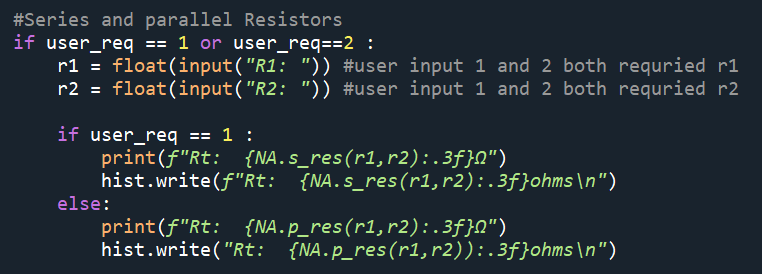 #Series and parallel Resistors
if user_req == 1 or user_req==2 :
    r1 = float(input("R1: ")) #user input 1 and 2 both requried r1
    r2 = float(input("R2: ")) #user input 1 and 2 both requried r2

    if user_req == 1 :
        print(f"Rt:  {NA.s_res(r1,r2):.3f}Ω")
        hist.write(f"Rt:  {NA.s_res(r1,r2):.3f}ohms\n")
    else:
        print(f"Rt:  {NA.p_res(r1,r2):.3f}Ω")
        hist.write("Rt:  {NA.p_res(r1,r2)):.3f}ohms\n")